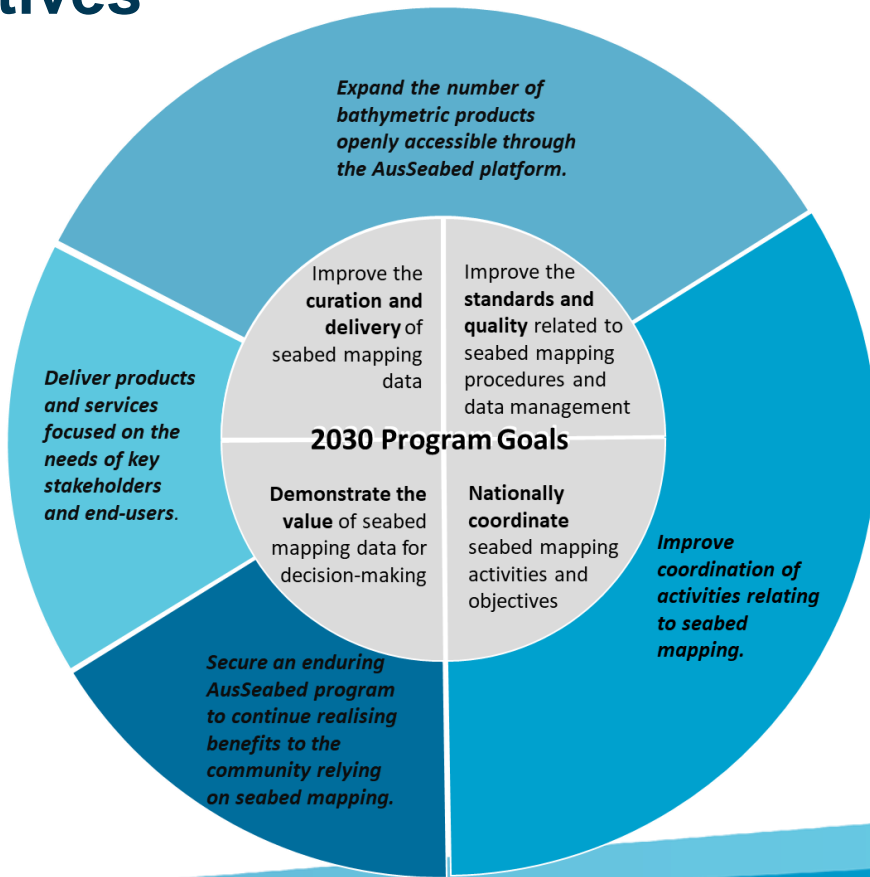 Expand the number of
bathymetric products
openly accessible through
the AusSeabed platform.
Improve the
curation and
delivery of
seabed mapping
data
Improve the
standards and
quality related to
seabed mapping
procedures and
data management
Deliver products
and services
focused on the
needs of key
stakeholders
and end-users.
2030 Program Goals
Demonstrate the
value of seabed
mapping data for
decision-making
Nationally
coordinate
seabed mapping
activities and
objectives
Improve
coordination of
activities relating
to seabed
mapping.
Secure an enduring
AusSeabed program
to continue realising
benefits to the
community relying
on seabed mapping.